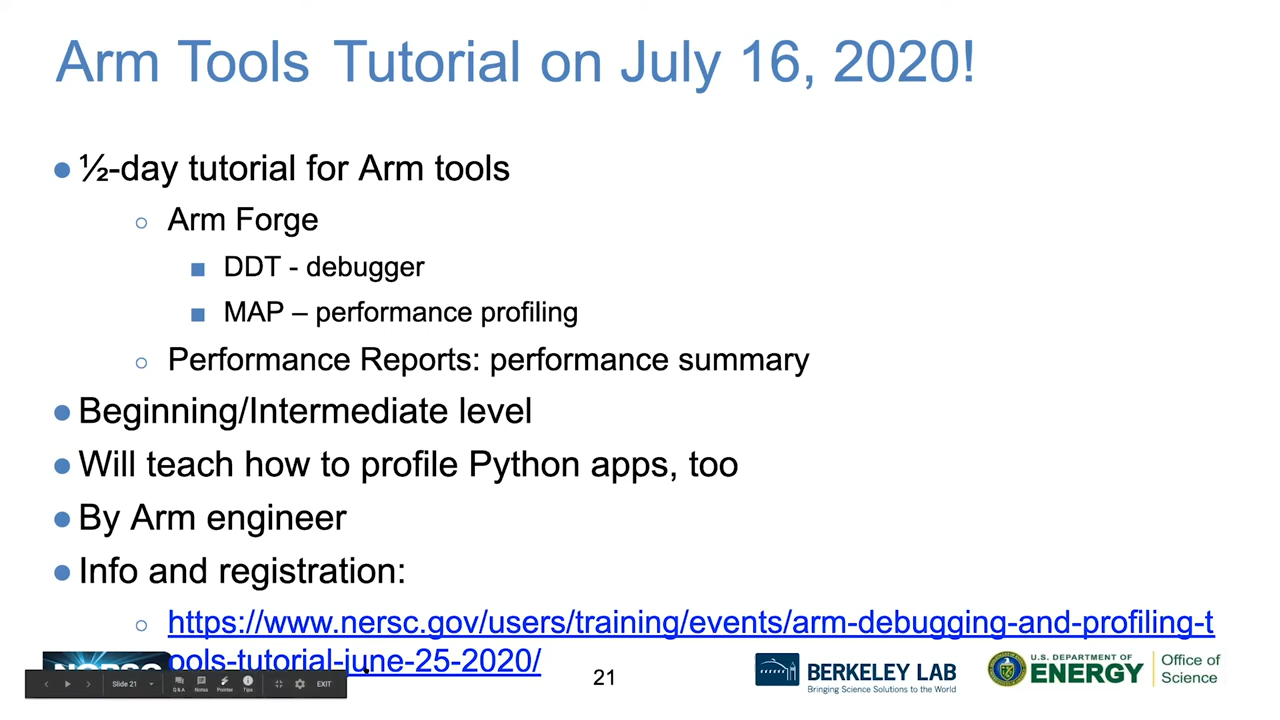 Arm Tools Tutorial on July 16, 2020!
● ½-day tutorial for Arm tools
○ Arm Forge
■ DDT - debugger
■ MAP – performance profiling
○ Performance Reports: performance summary
● Beginning/Intermediate level
● Will teach how to profile Python apps, too
● By Arm engineer
● Info and registration:
○ https://www.nersc.gov/users/training/events/arm-debugging-and-profiling-t
ools-tutorial-june-25-2020/
Slide 21
Q & A
Notes
Pointer
Tips
EXIT
21
BERKELEY LAB
Bringing Science Solutions to the World
U.S. DEPARTMENT OF
ENERGY
Office of
Science